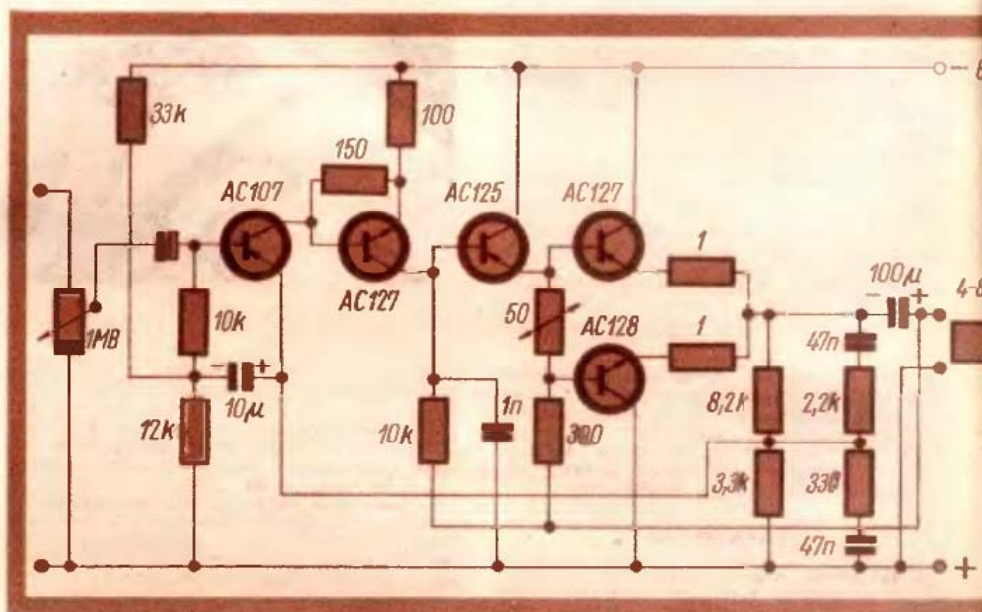 33k
100
- 8
150
AC107
AC125
AC127
1
AC127
100µ
- +
4-8
1MB
10k
50
AC128
1
47n
- +
10µ
8,2k
2,2k
12k
10k
1n
3,3k
330
47n
+